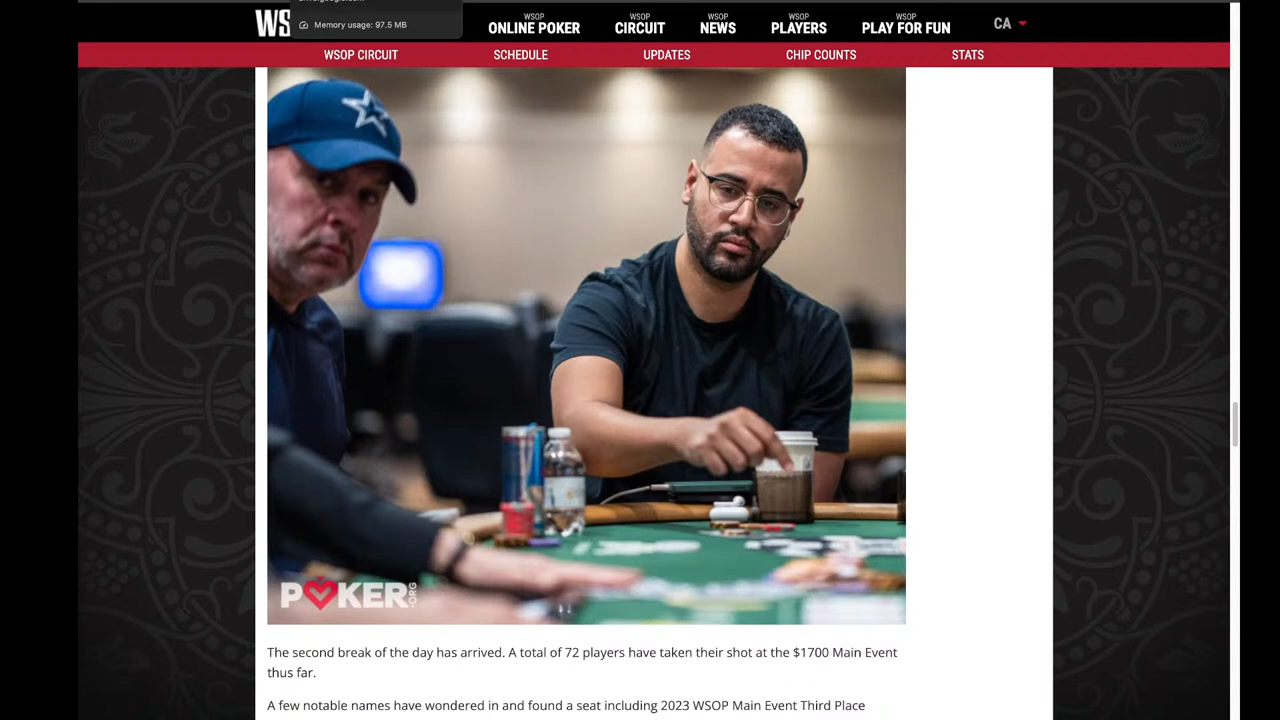 Memory usage: 97.5 MB
WS
WSOP
ONLINE POKER
WSOP
CIRCUIT
WSOP
NEWS
WSOP
PLAYERS
WSOP
PLAY FOR FUN
CA
WSOP CIRCUIT
SCHEDULE
UPDATES
CHIP COUNTS
STATS
POKER.ORG
The second break of the day has arrived. A total of 72 players have taken their shot at the $1700 Main Event
thus far.
A few notable names have wondered in and found a seat including 2023 WSOP Main Event Third Place